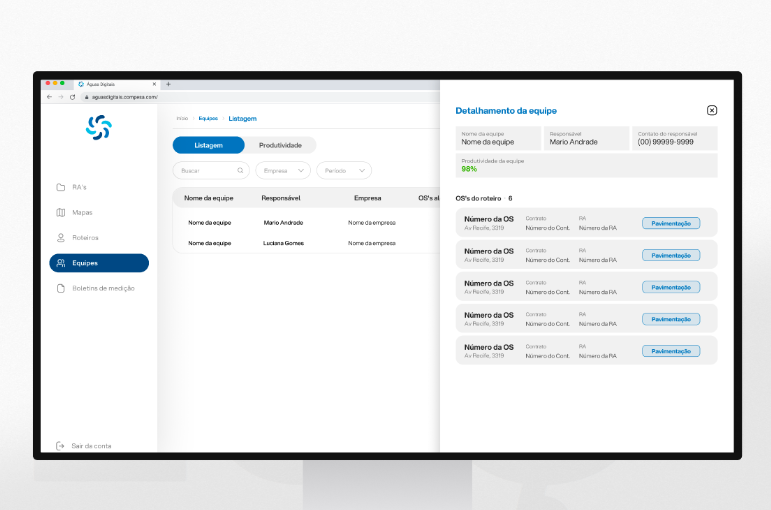 Águas Digitais
aguasdigitais.compesa.com/
Início Equipes Listagem
Listagem Produtividade
Buscar Empresa Período
Nome da equipe Responsável Empresa OS's al
Nome da equipe Mario Andrade Nome da empresa
Nome da equipe Luciana Gomes Nome da empresa
RA's
Mapas
Roteiros
Equipes
Boletins de medição
Sair da conta
Detalhamento da equipe
Nome da equipe Responsável Contato do responsável
Nome da equipe Mario Andrade (00) 99999-9999
Produtividade da equipe
98%
OS's do roteiro · 6
Número da OS Contrato RA Pavimentação
Av Recife, 3319 Número do Cont. Número da RA
Número da OS Contrato RA Pavimentação
Av Recife, 3319 Número do Cont. Número da RA
Número da OS Contrato RA Pavimentação
Av Recife, 3319 Número do Cont. Número da RA
Número da OS Contrato RA Pavimentação
Av Recife, 3319 Número do Cont. Número da RA
Número da OS Contrato RA Pavimentação
Av Recife, 3319 Número do Cont. Número da RA